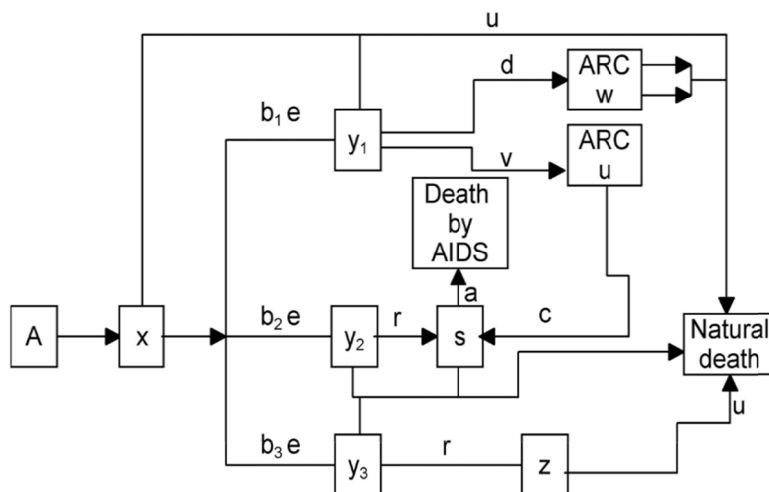 u
d
ARC
w
b₁ e
y₁
v
ARC
u
Death
by
AIDS
a
A
x
b₂ e
y₂
r
s
c
Natural
death
u
b₃ e
y₃
r
z